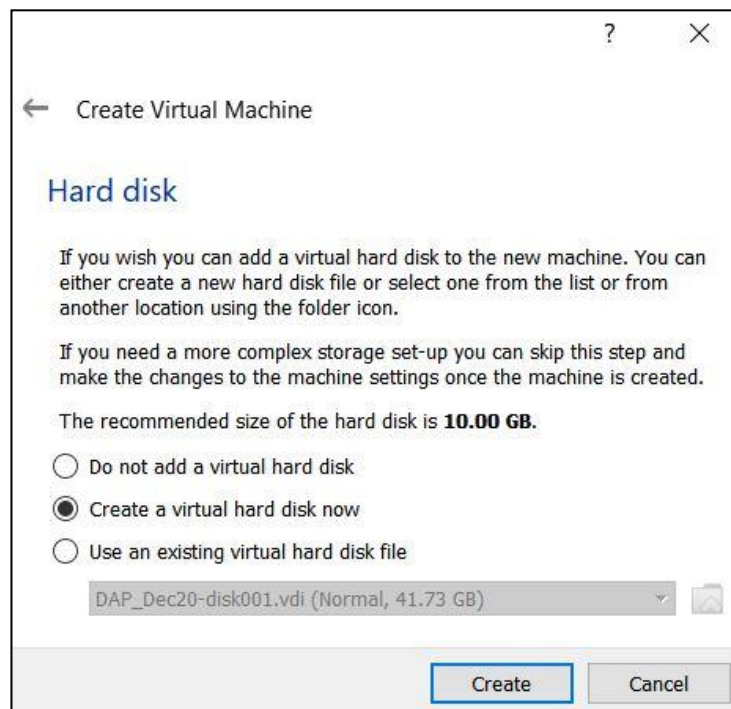 ?
Create Virtual Machine
Hard disk
If you wish you can add a virtual hard disk to the new machine. You can
either create a new hard disk file or select one from the list or from
another location using the folder icon.
If you need a more complex storage set-up you can skip this step and
make the changes to the machine settings once the machine is created.
The recommended size of the hard disk is 10.00 GB.
Do not add a virtual hard disk
Create a virtual hard disk now
Use an existing virtual hard disk file
DAP_Dec20-disk001.vdi (Normal, 41.73 GB)
Create Cancel